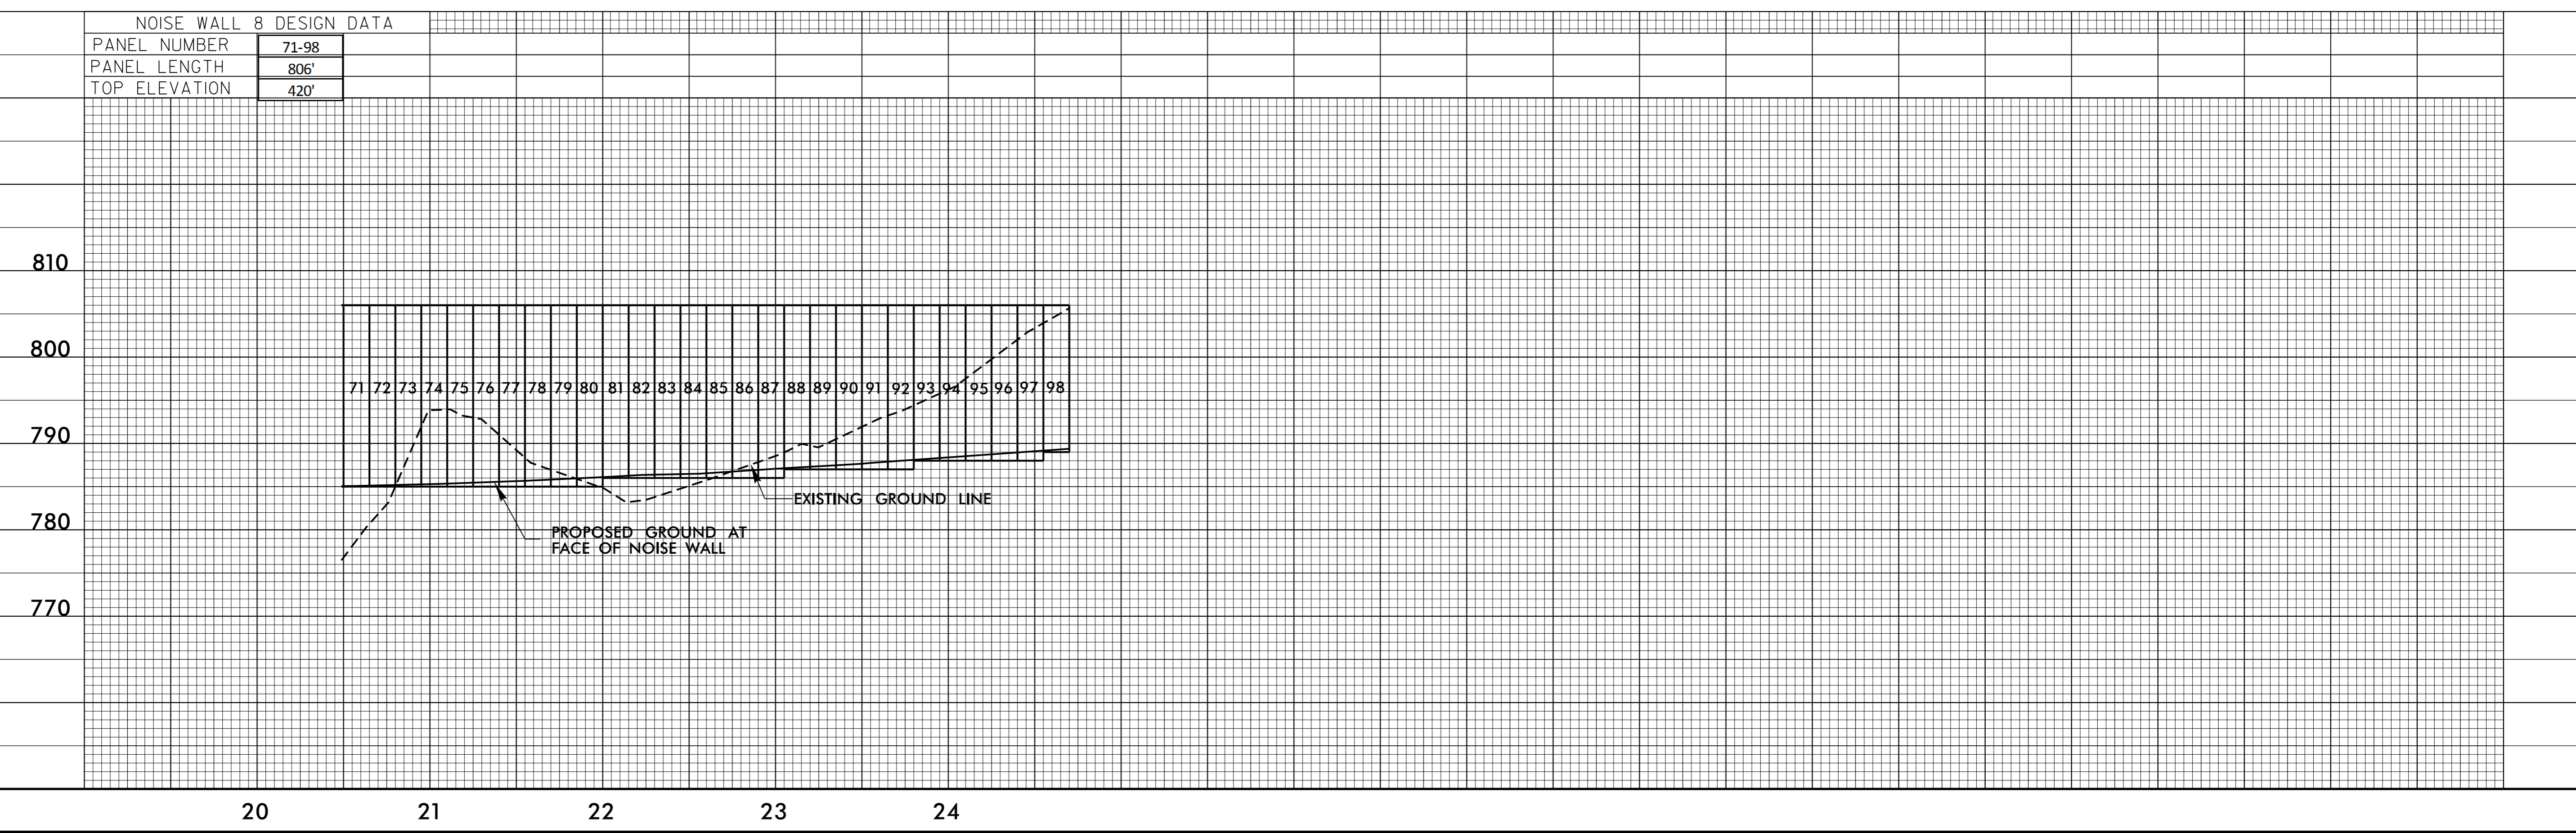 NOISE WALL 8 DESIGN DATA
PANEL NUMBER 71-98
PANEL LENGTH 806'
TOP ELEVATION 420'
810
800
71 72 73 74 75 76 77 78 79 80 81 82 83 84 85 86 87 88 89 90 91 92 93 94 95 96 97 98
790
EXISTING GROUND LINE
780
PROPOSED GROUND AT
FACE OF NOISE WALL
770
20 21 22 23 24